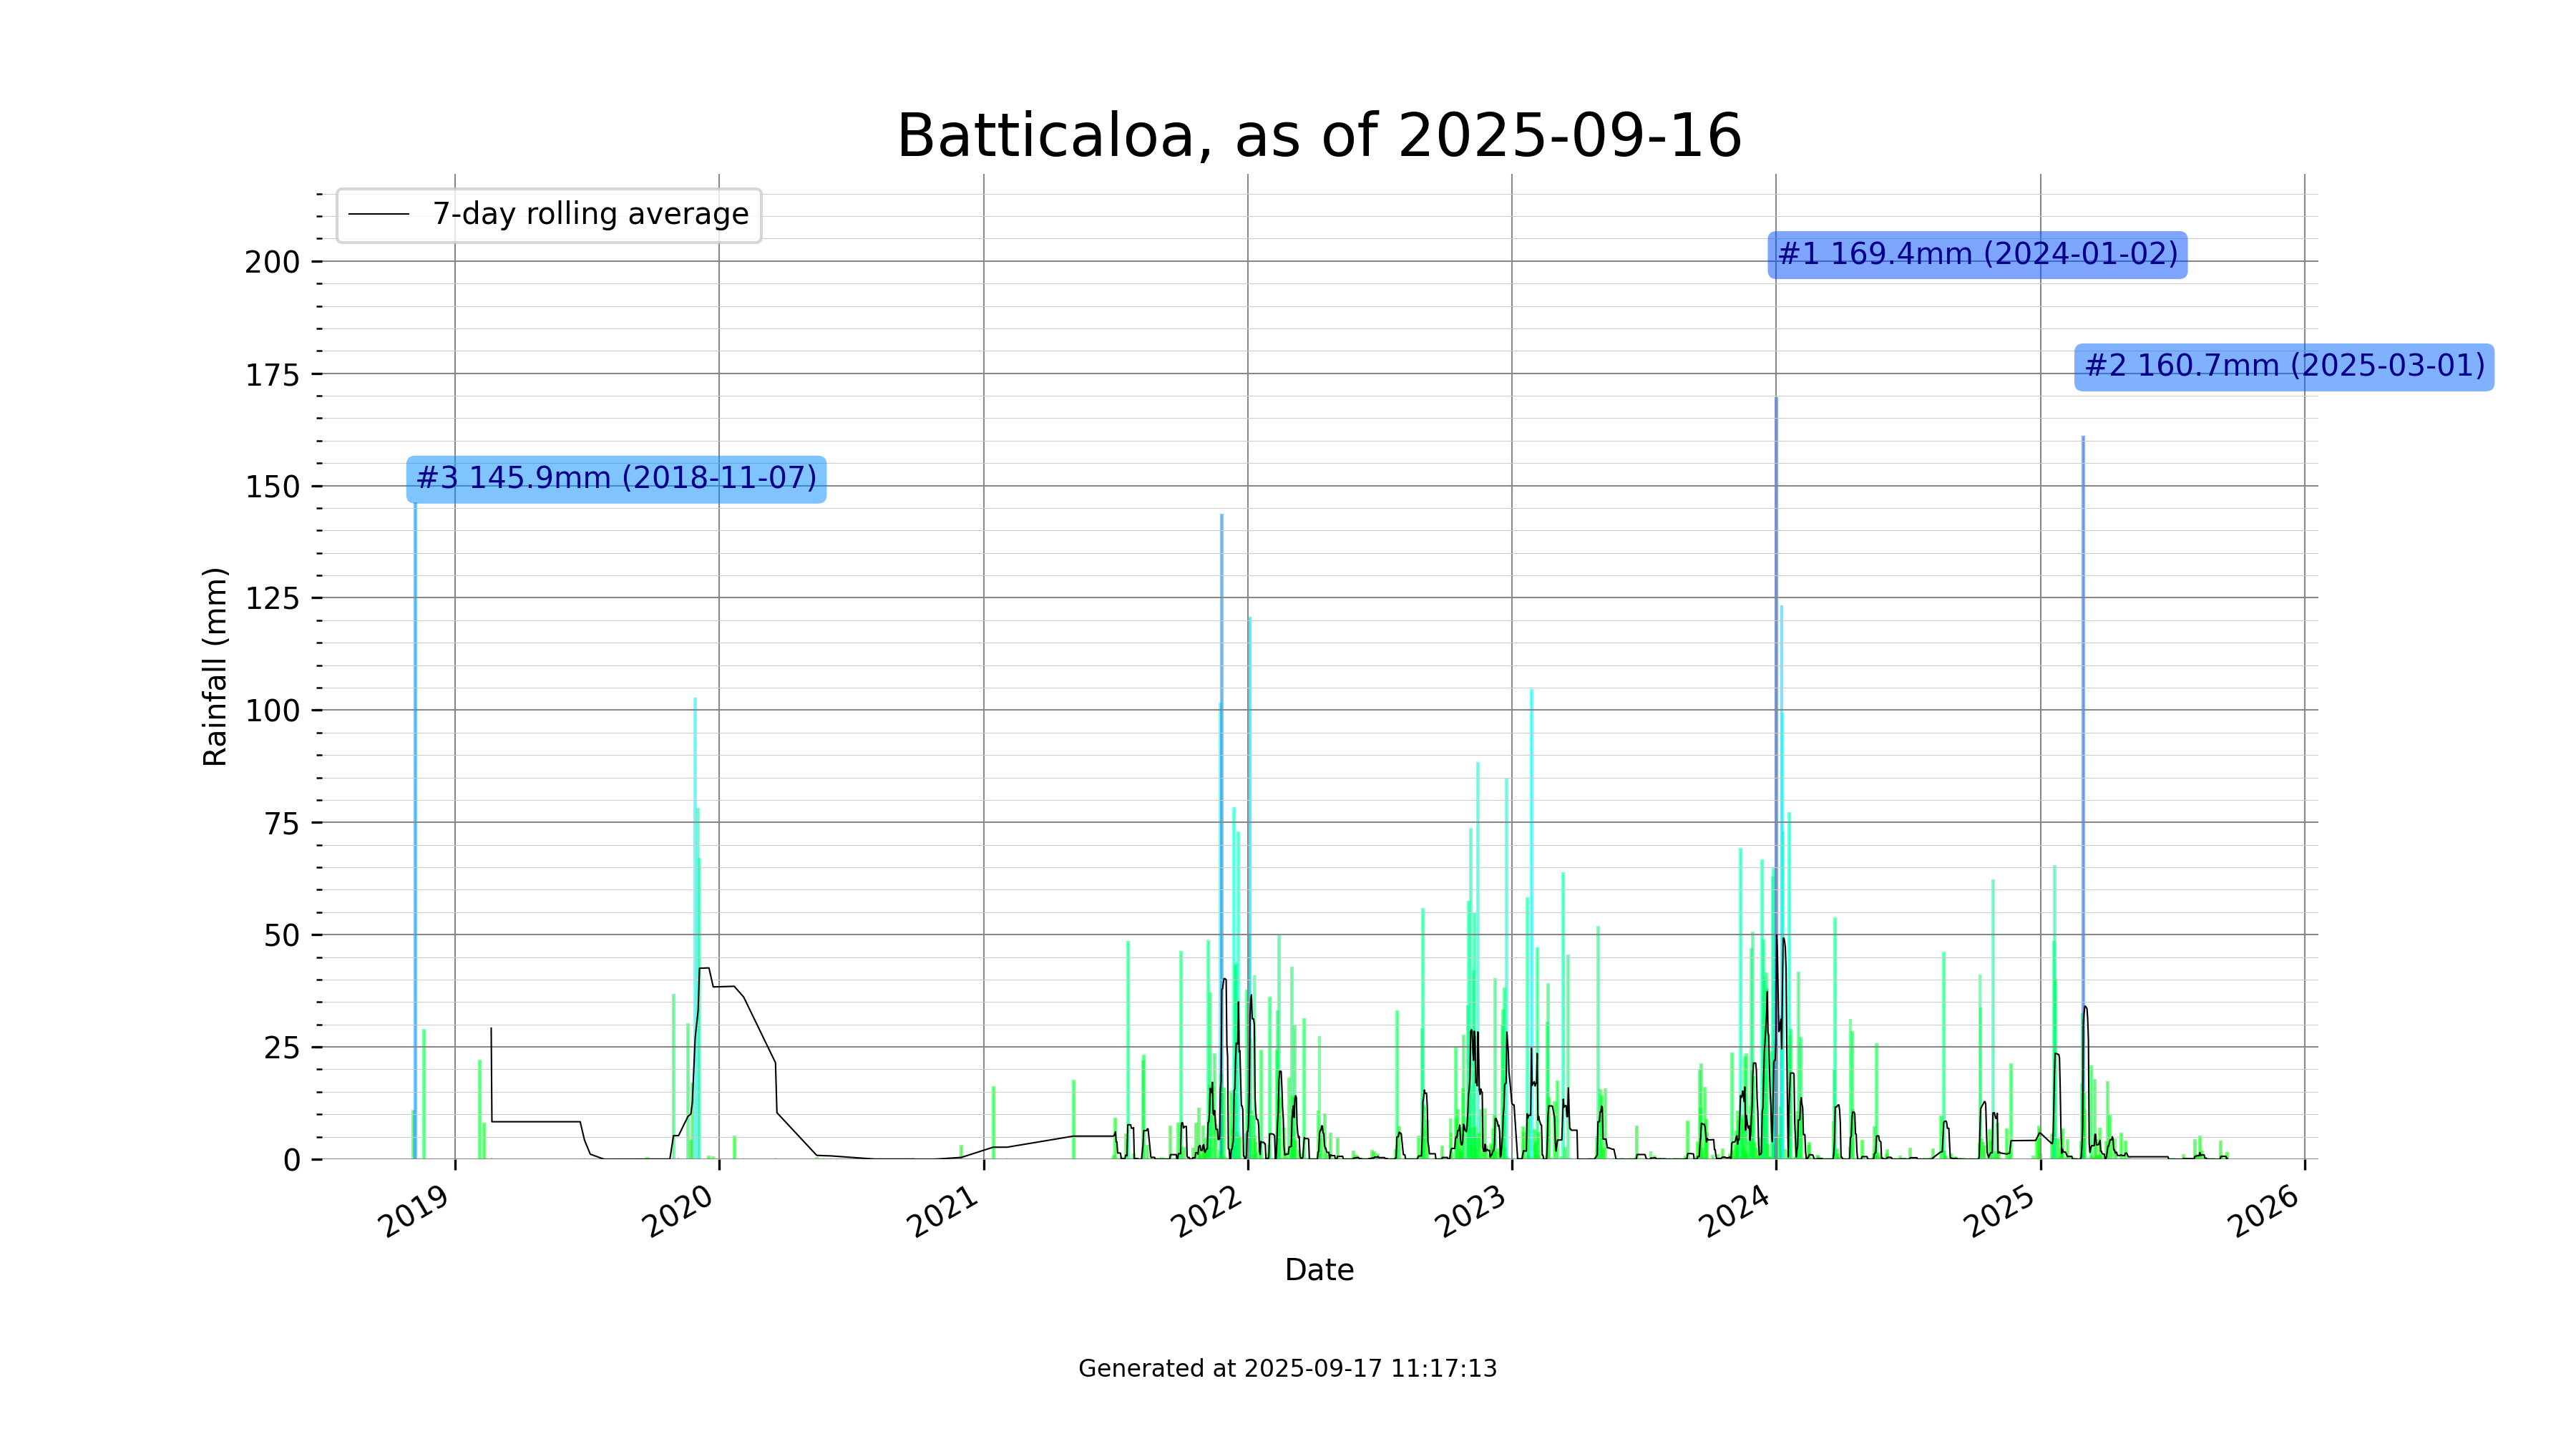 Batticaloa, as of 2025-09-16
7-day rolling average
#1 169.4mm (2024-01-02)
#2 160.7mm (2025-03-01)
#3 145.9mm (2018-11-07)
Rainfall (mm)
200
175
150
125
100
75
50
25
0
2019 2020 2021 2022 2023 2024 2025 2026
Date
Generated at 2025-09-17 11:17:13